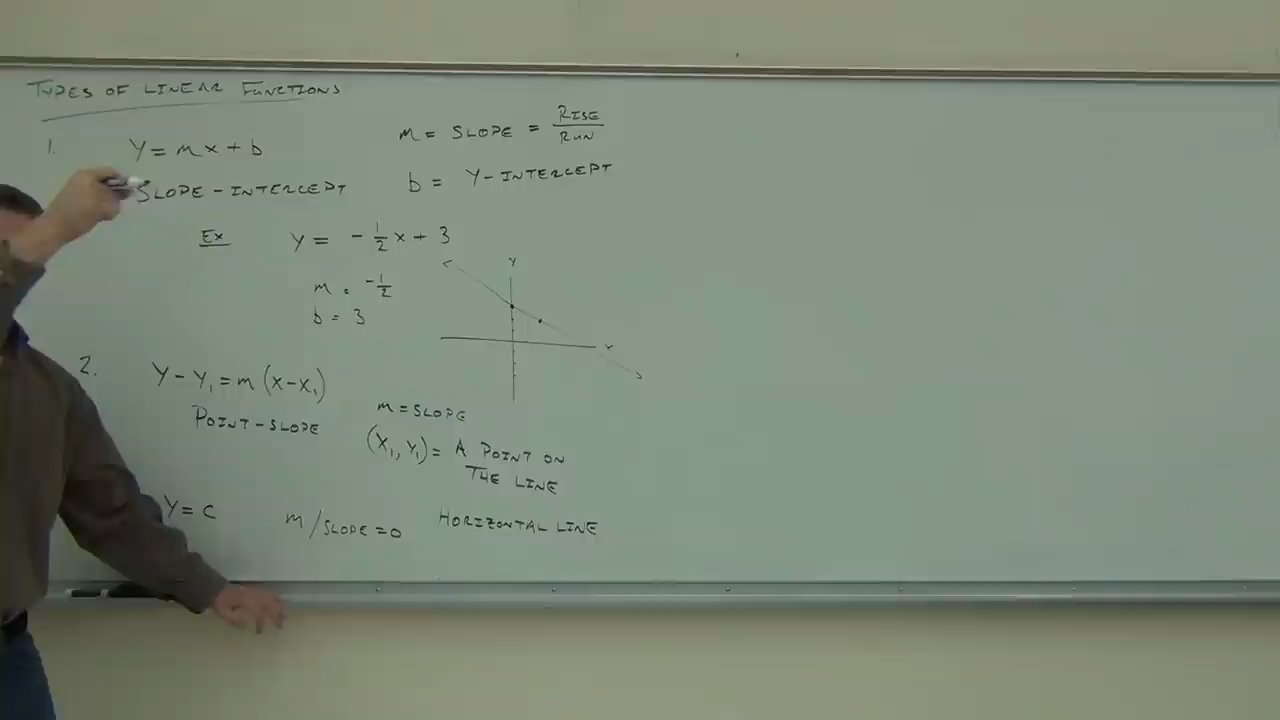 TYPES OF LINEAR FUNCTIONS
1. Y = mx + b
m = SLOPE = RISE/RUN
SLOPE-INTERCEPT
b = Y-INTERCEPT
Ex Y = -1/2 x + 3
m = -1/2
b = 3
Y
x
2. Y - Y₁ = m(X - X₁)
POINT-SLOPE
m = SLOPE
(X₁, Y₁) = A POINT ON
THE LINE
Y = C m/SLOPE = 0 HORIZONTAL LINE